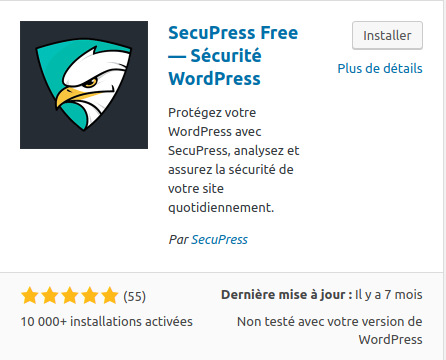 SecuPress Free
— Sécurité
WordPress
Installer
Plus de détails
Protégez votre
WordPress avec
SecuPress, analysez et
assurez la sécurité de
votre site
quotidiennement.
Par SecuPress
(55)
10 000+ installations activées
Dernière mise à jour : Il y a 7 mois
Non testé avec votre version de
WordPress